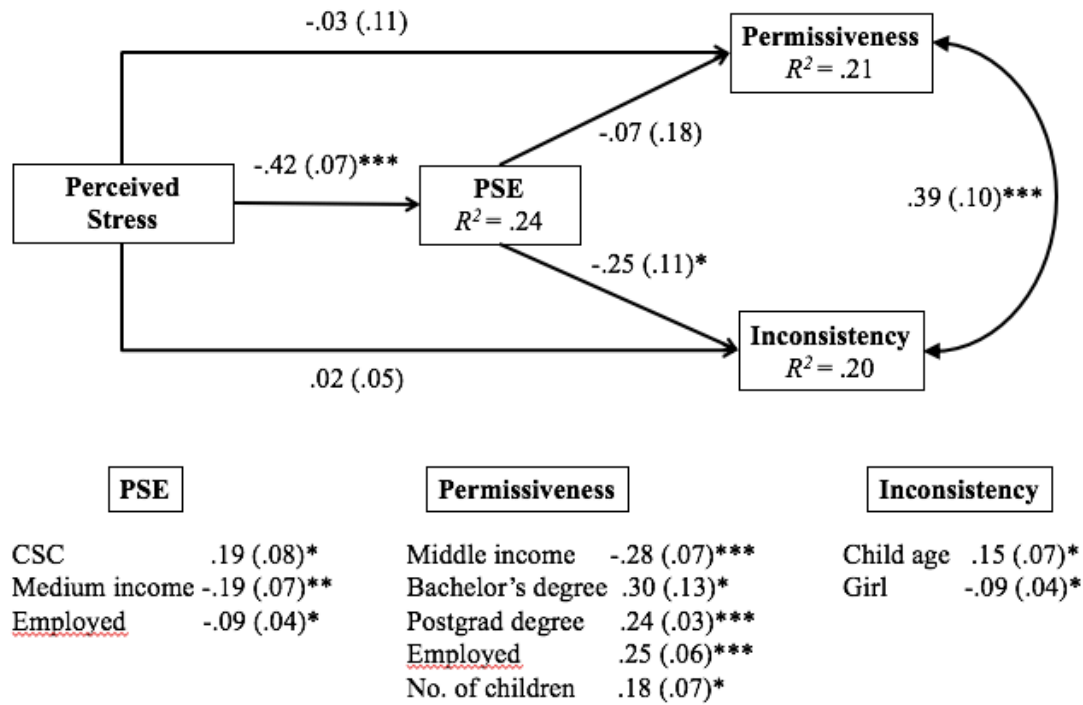 -.03 (.11)
Permissiveness
R² = .21
-.07 (.18)
-.42 (.07)***
Perceived
Stress
PSE
R² = .24
.39 (.10)***
-.25 (.11)*
Inconsistency
R² = .20
.02 (.05)
PSE
CSC .19 (.08)*
Medium income -.19 (.07)**
Employed -.09 (.04)*
Permissiveness
Middle income -.28 (.07)***
Bachelor's degree .30 (.13)*
Postgrad degree .24 (.03)***
Employed .25 (.06)***
No. of children .18 (.07)*
Inconsistency
Child age .15 (.07)*
Girl -.09 (.04)*